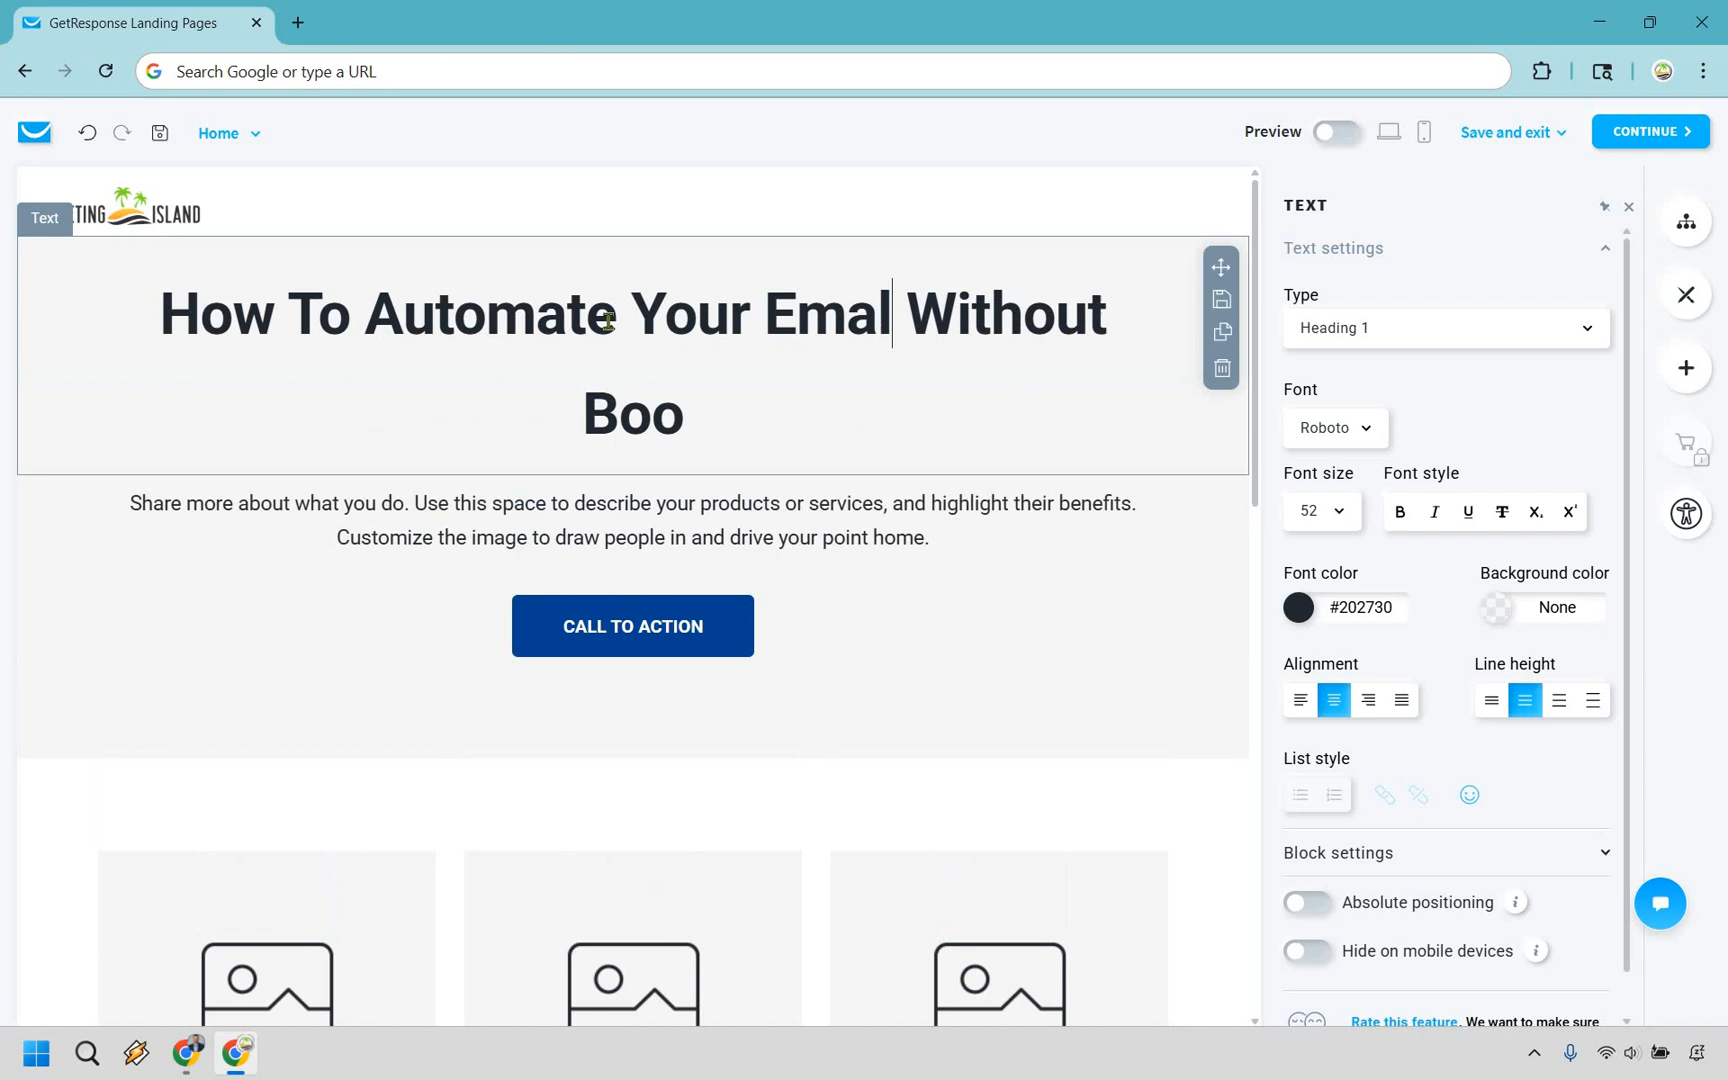 GetResponse Landing Pages
Search Google or type a URL
Home
Preview
Save and exit
CONTINUE
TING ISLAND
Text
How To Automate Your Emal Without
Boo
Share more about what you do. Use this space to describe your products or services, and highlight their benefits.
Customize the image to draw people in and drive your point home.
CALL TO ACTION
TEXT
Text settings
Type
Heading 1
Font
Roboto
Font size
Font style
52
B I U T X, X'
Font color
Background color
#202730
None
Alignment
Line height
List style
Block settings
Absolute positioning
i
Hide on mobile devices
i
Rate this feature. We want to make sure